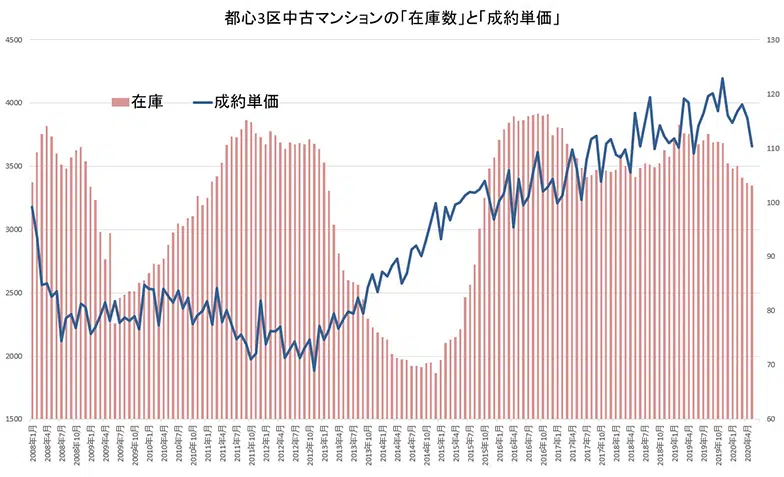 都心3区中古マンションの「在庫数」と「成約単価」
4500
4000
3500
3000
2500
2000
1500
130
120
110
100
90
80
70
60
在庫
成約単価
2008年1月
2008年4月
2008年7月
2008年10月
2009年1月
2009年4月
2009年7月
2009年10月
2010年1月
2010年4月
2010年7月
2010年10月
2011年1月
2011年4月
2011年7月
2011年10月
2012年1月
2012年4月
2012年7月
2012年10月
2013年1月
2013年4月
2013年7月
2013年10月
2014年1月
2014年4月
2014年7月
2014年10月
2015年1月
2015年4月
2015年7月
2015年10月
2016年1月
2016年4月
2016年7月
2016年10月
2017年1月
2017年4月
2017年7月
2017年10月
2018年1月
2018年4月
2018年7月
2018年10月
2019年1月
2019年4月
2019年7月
2019年10月
2020年1月
2020年4月